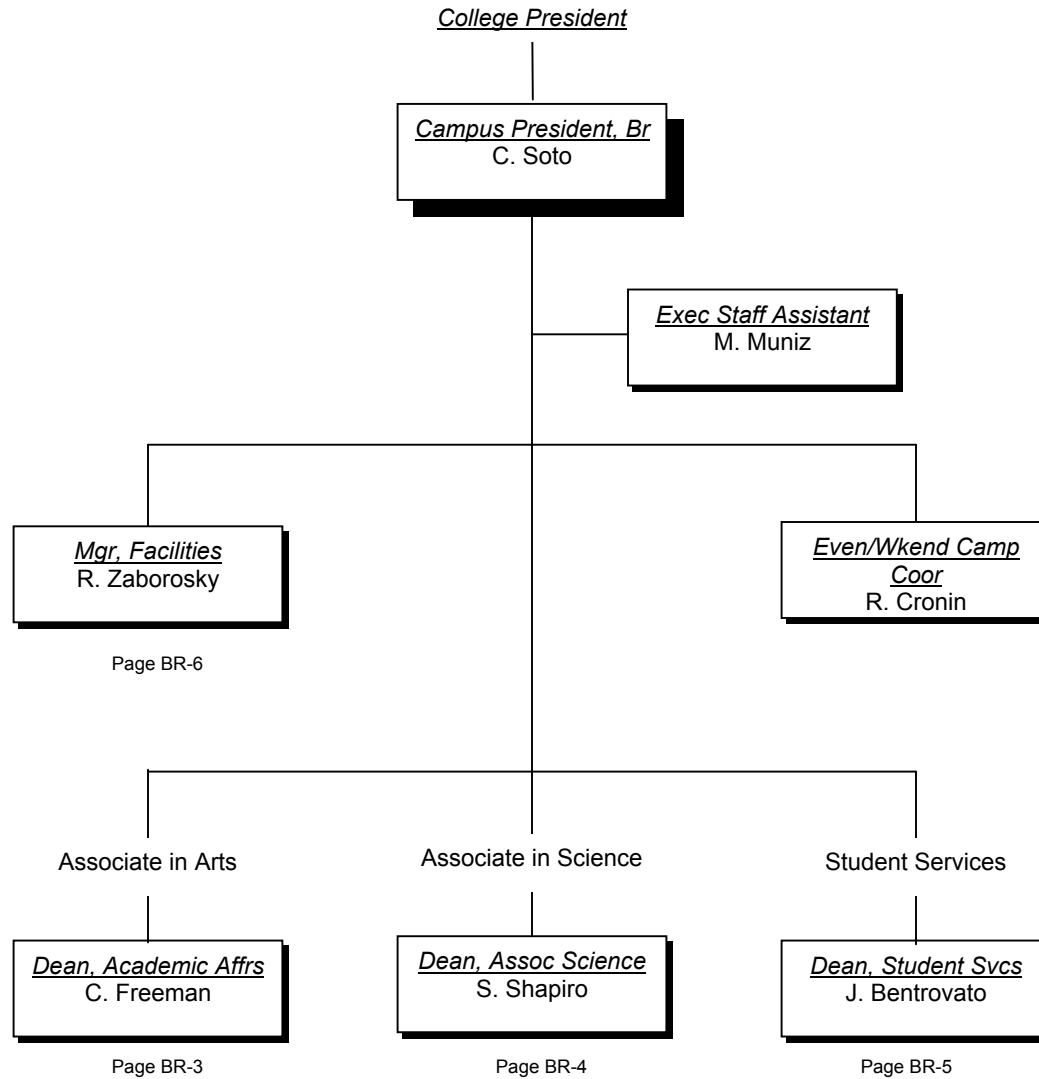 College President
Campus President, Br
C. Soto
Exec Staff Assistant
M. Muniz
Mgr, Facilities
R. Zaborosky
Even/Wkend Camp
Coor
R. Cronin
Page BR-6
Associate in Arts
Associate in Science
Student Services
Dean, Academic Affrs
C. Freeman
Dean, Assoc Science
S. Shapiro
Dean, Student Svcs
J. Bentrovato
Page BR-3
Page BR-4
Page BR-5